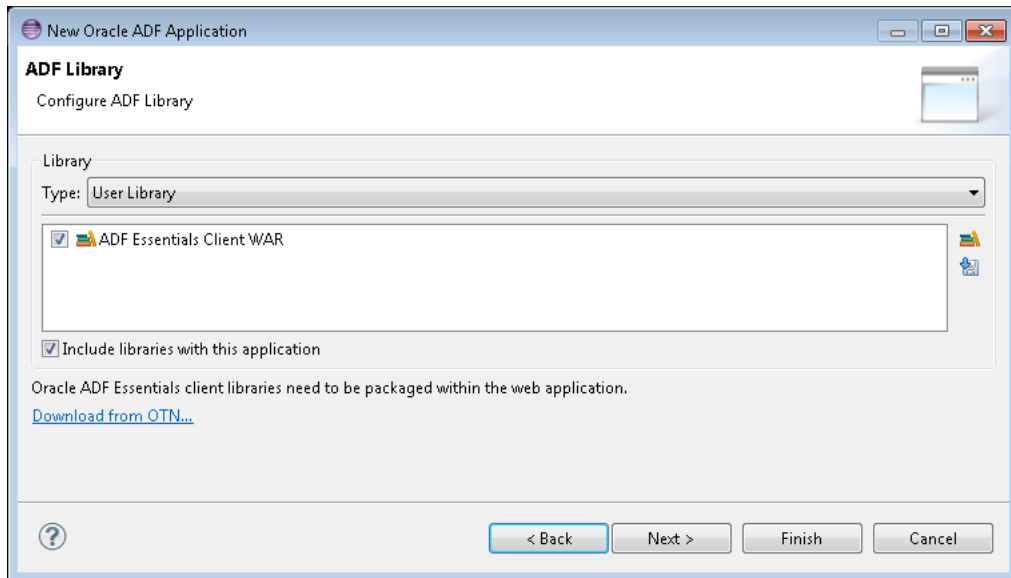 New Oracle ADF Application
ADF Library
Configure ADF Library
Library
Type: User Library
ADF Essentials Client WAR
Include libraries with this application
Oracle ADF Essentials client libraries need to be packaged within the web application.
Download from OTN...
? < Back Next > Finish Cancel